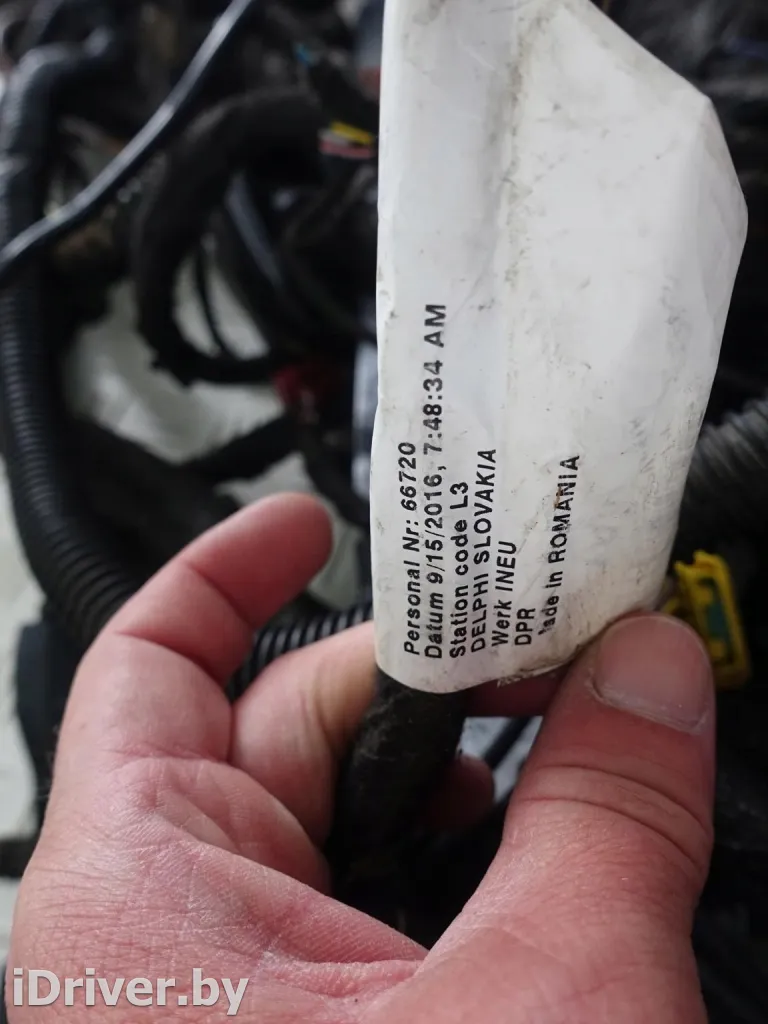 Personal Nr: 66720
Datum 9/15/2016, 7:48:34 AM
Station code L3
DELPHI SLOVAKIA
Werk INEU
DPR
Made in ROMANIA
iDriver.by